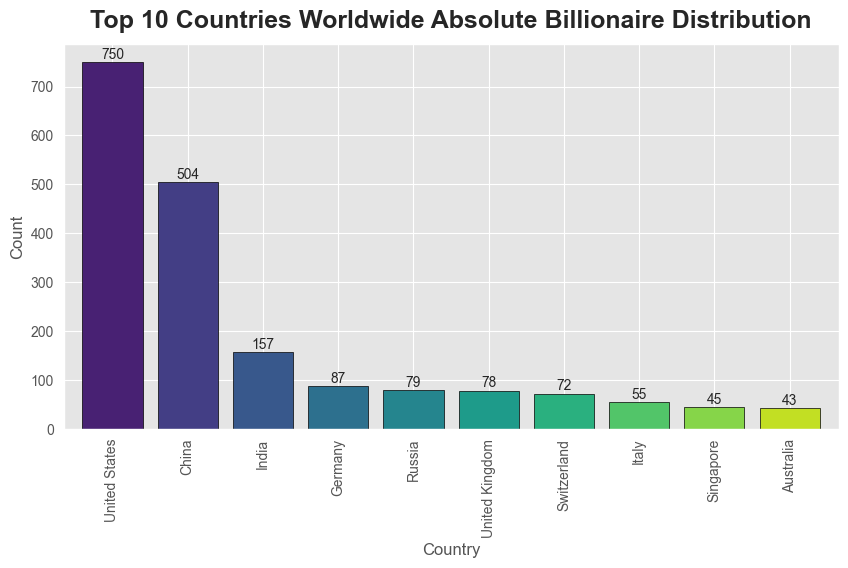 Top 10 Countries Worldwide Absolute Billionaire Distribution
750
504
157
87
79
78
72
55
45
43
700
600
500
400
300
200
100
0
Count
United States
China
India
Germany
Russia
United Kingdom
Switzerland
Italy
Singapore
Australia
Country